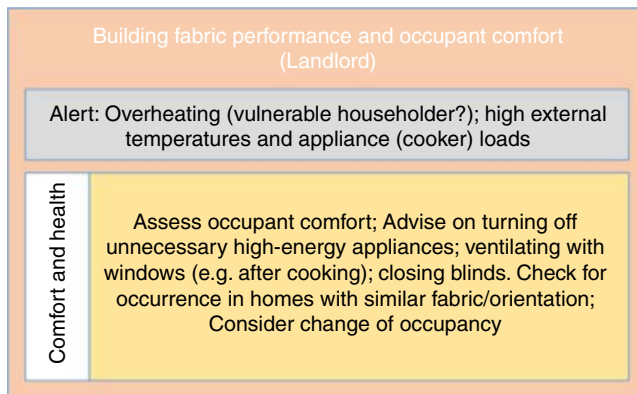 Building fabric performance and occupant comfort
(Landlord)
Alert: Overheating (vulnerable householder?); high external
temperatures and appliance (cooker) loads
Comfort and health
Assess occupant comfort; Advise on turning off
unnecessary high-energy appliances; ventilating with
windows (e.g. after cooking); closing blinds. Check for
occurrence in homes with similar fabric/orientation;
Consider change of occupancy